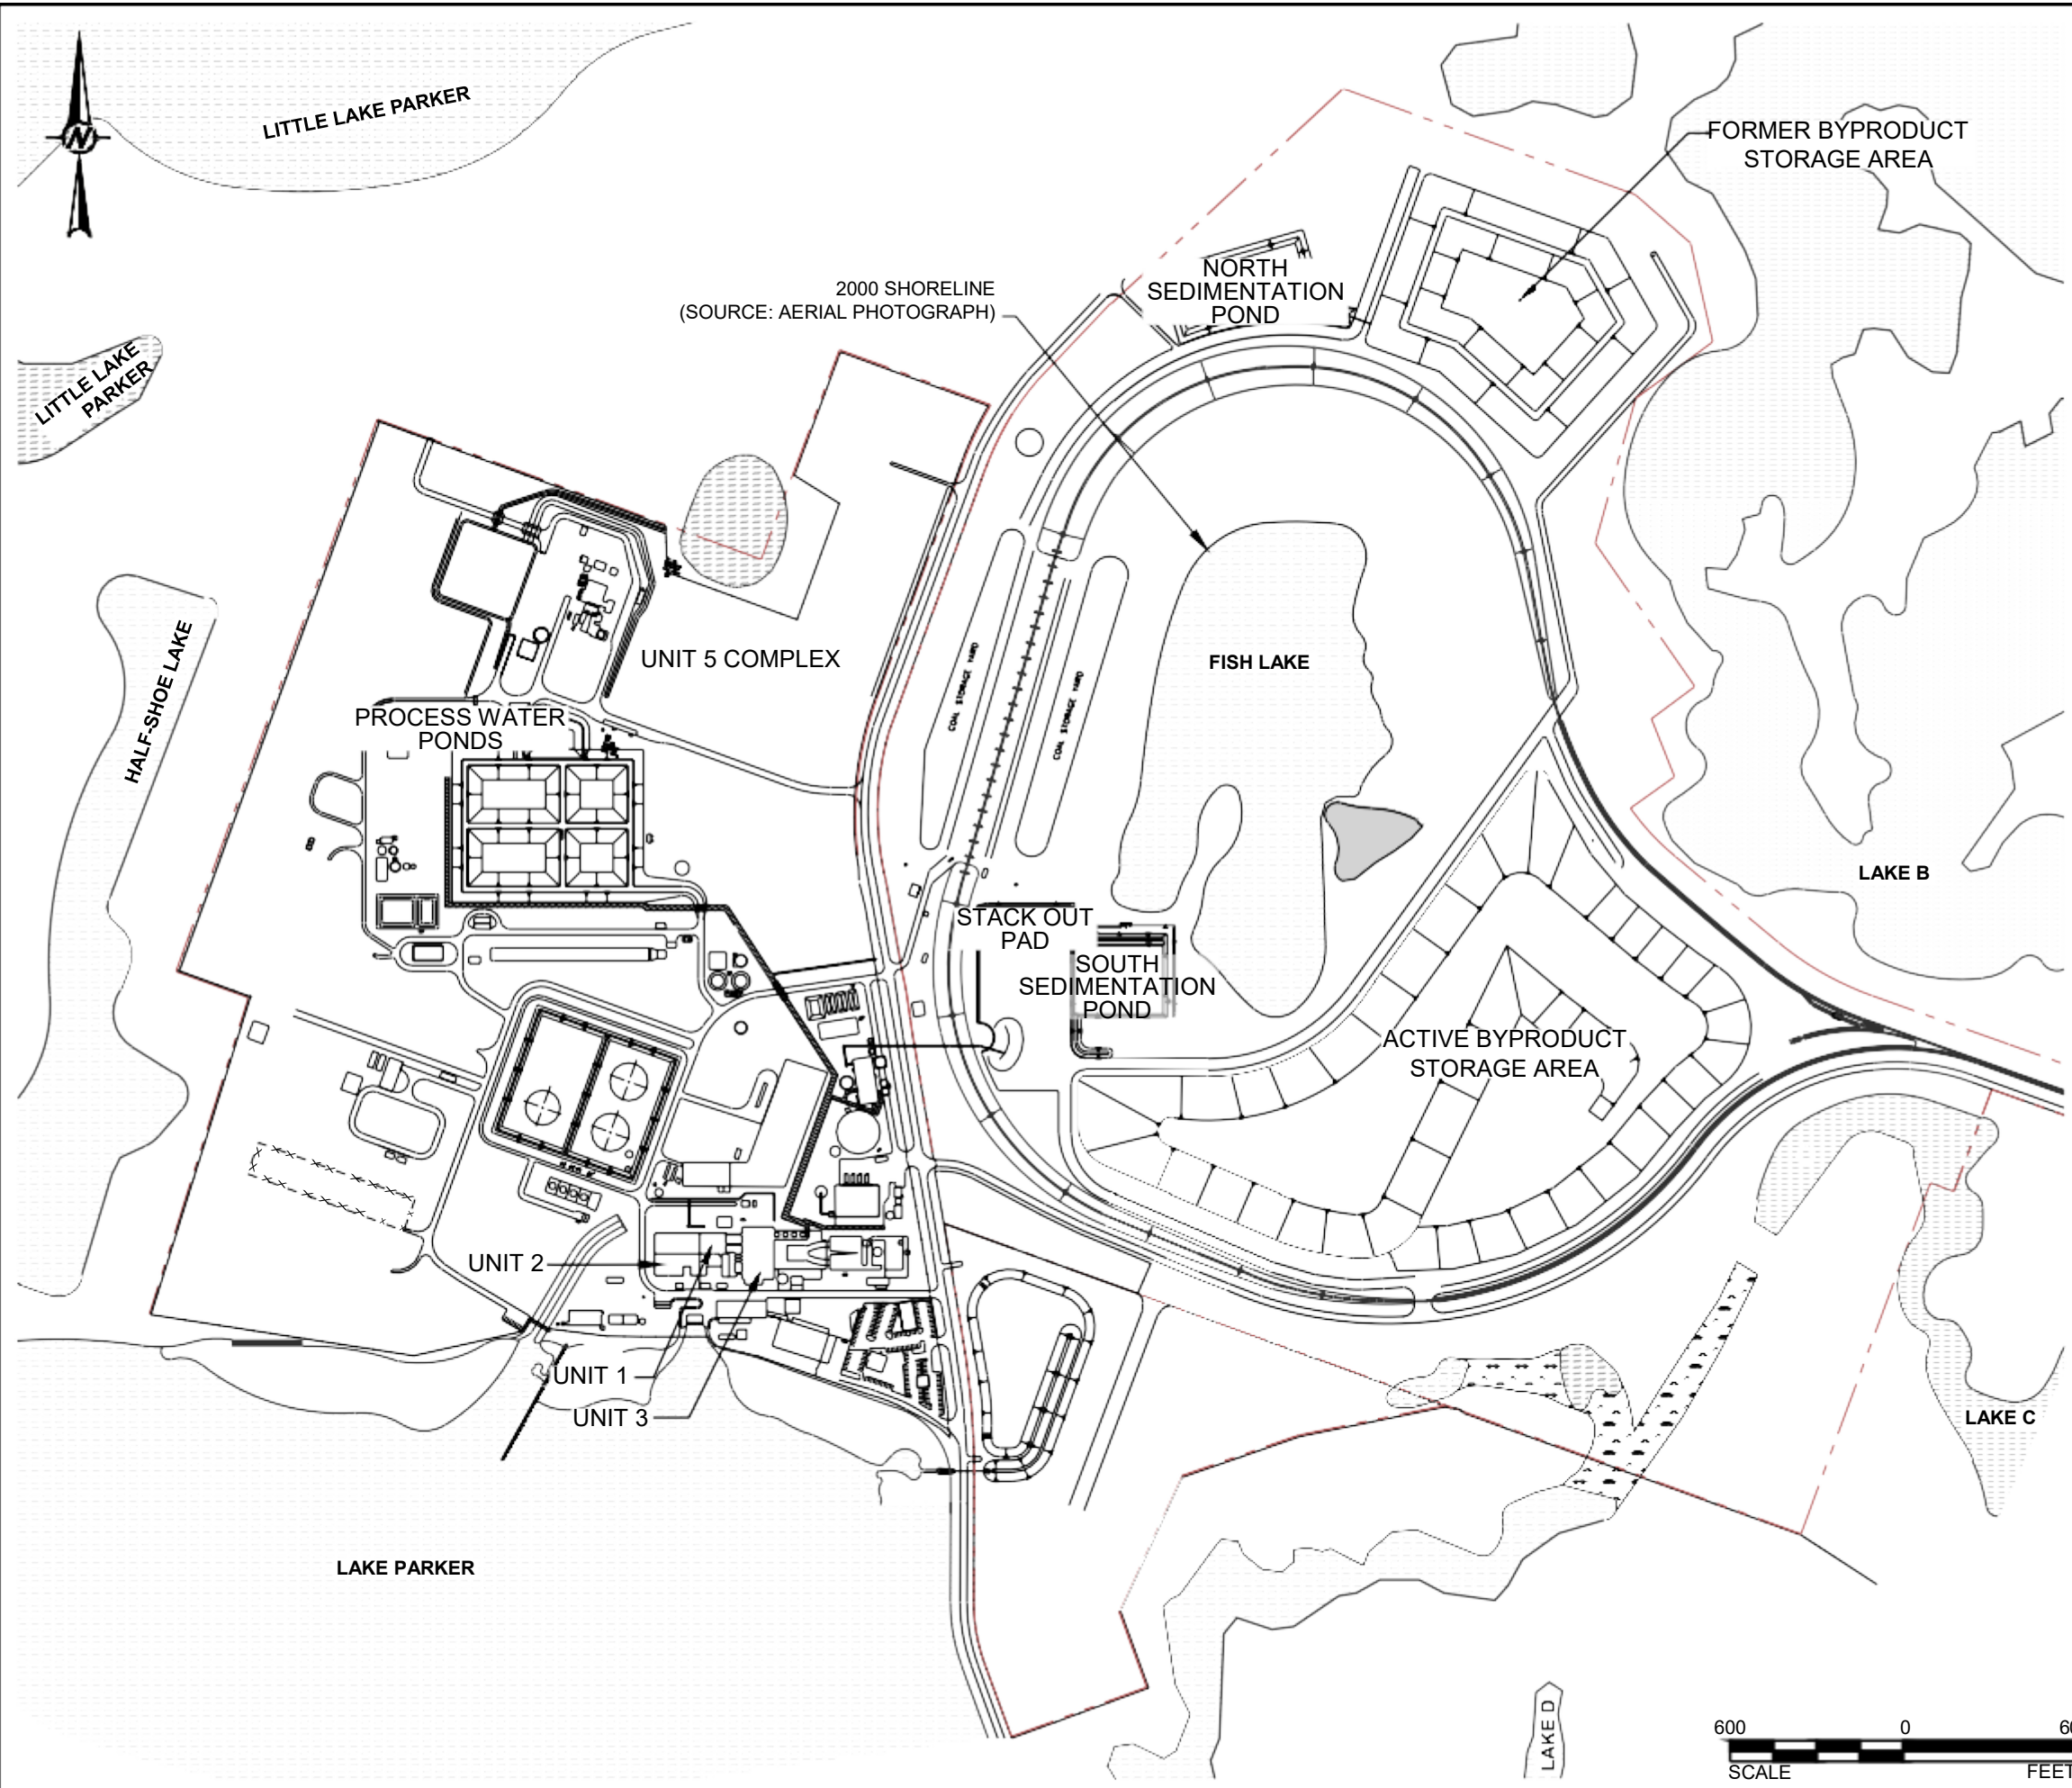 N
LITTLE LAKE PARKER
FORMER BYPRODUCT
STORAGE AREA
NORTH
SEDIMENTATION
POND
2000 SHORELINE
(SOURCE: AERIAL PHOTOGRAPH)
LITTLE LAKE
PARKER
HALF-SHOE LAKE
UNIT 5 COMPLEX
COAL STORAGE YARD
COAL STORAGE YARD
FISH LAKE
PROCESS WATER
PONDS
LAKE B
STACK OUT
PAD
SOUTH
SEDIMENTATION
POND
ACTIVE BYPRODUCT
STORAGE AREA
UNIT 2
UNIT 1
UNIT 3
LAKE C
LAKE PARKER
LAKE D
600 0
SCALE FEET